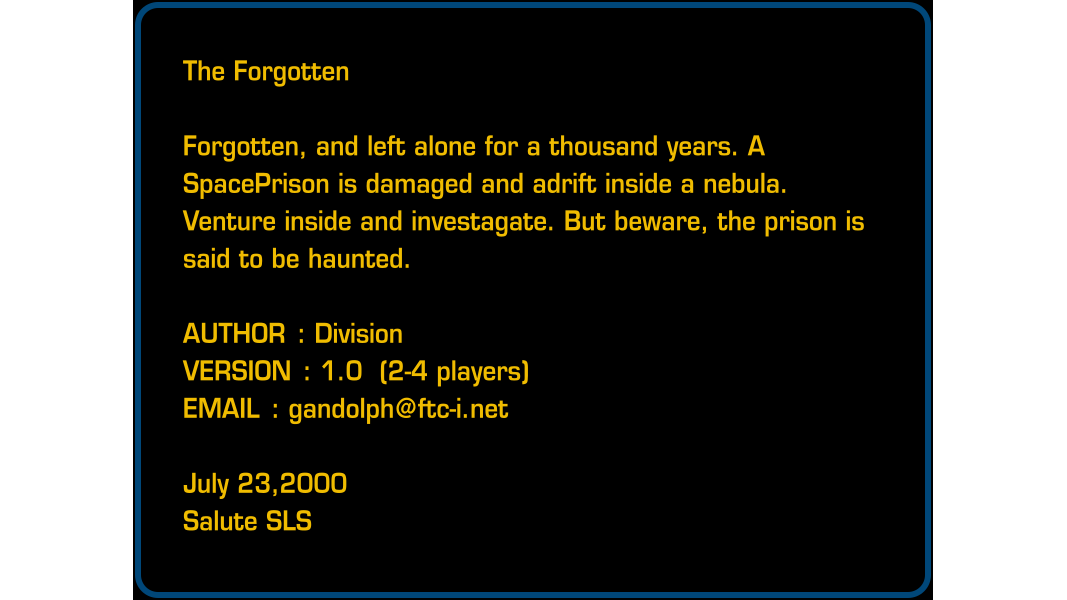 The Forgotten
Forgotten, and left alone for a thousand years. A
SpacePrison is damaged and adrift inside a nebula.
Venture inside and investagate. But beware, the prison is
said to be haunted.
AUTHOR : Division
VERSION : 1.0 (2-4 players)
EMAIL : gandolph@ftc-i.net
July 23,2000
Salute SLS